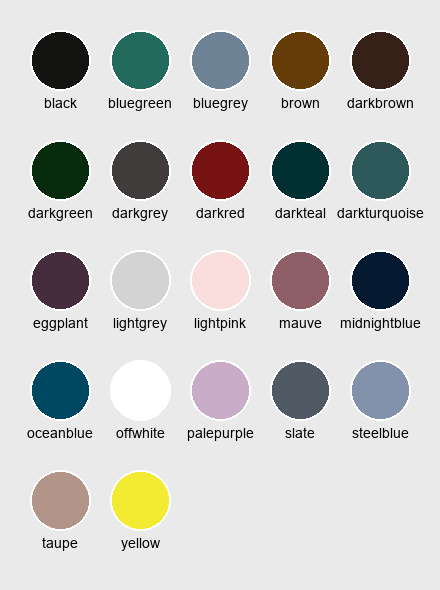 black bluegreen bluegrey brown darkbrown
darkgreen darkgrey darkred darkteal darkturquoise
eggplant lightgrey lightpink mauve midnightblue
oceanblue offwhite palepurple slate steelblue
taupe yellow